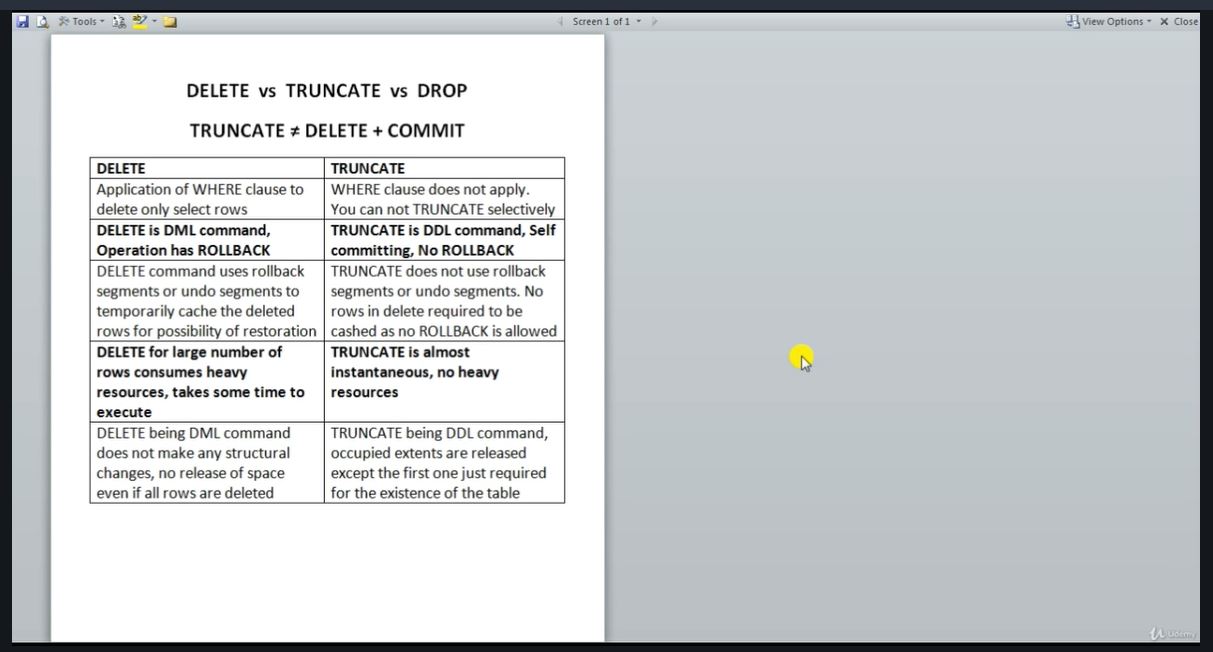 Tools
Screen 1 of 1
View Options
Close
DELETE vs TRUNCATE vs DROP
TRUNCATE ≠ DELETE + COMMIT
DELETE
TRUNCATE
Application of WHERE clause to
delete only select rows
WHERE clause does not apply.
You can not TRUNCATE selectively
DELETE is DML command,
Operation has ROLLBACK
TRUNCATE is DDL command, Self
committing, No ROLLBACK
DELETE command uses rollback
segments or undo segments to
temporarily cache the deleted
rows for possibility of restoration
TRUNCATE does not use rollback
segments or undo segments. No
rows in delete required to be
cashed as no ROLLBACK is allowed
DELETE for large number of
rows consumes heavy
resources, takes some time to
execute
TRUNCATE is almost
instantaneous, no heavy
resources
DELETE being DML command
does not make any structural
changes, no release of space
even if all rows are deleted
TRUNCATE being DDL command,
occupied extents are released
except the first one just required
for the existence of the table
Udemy